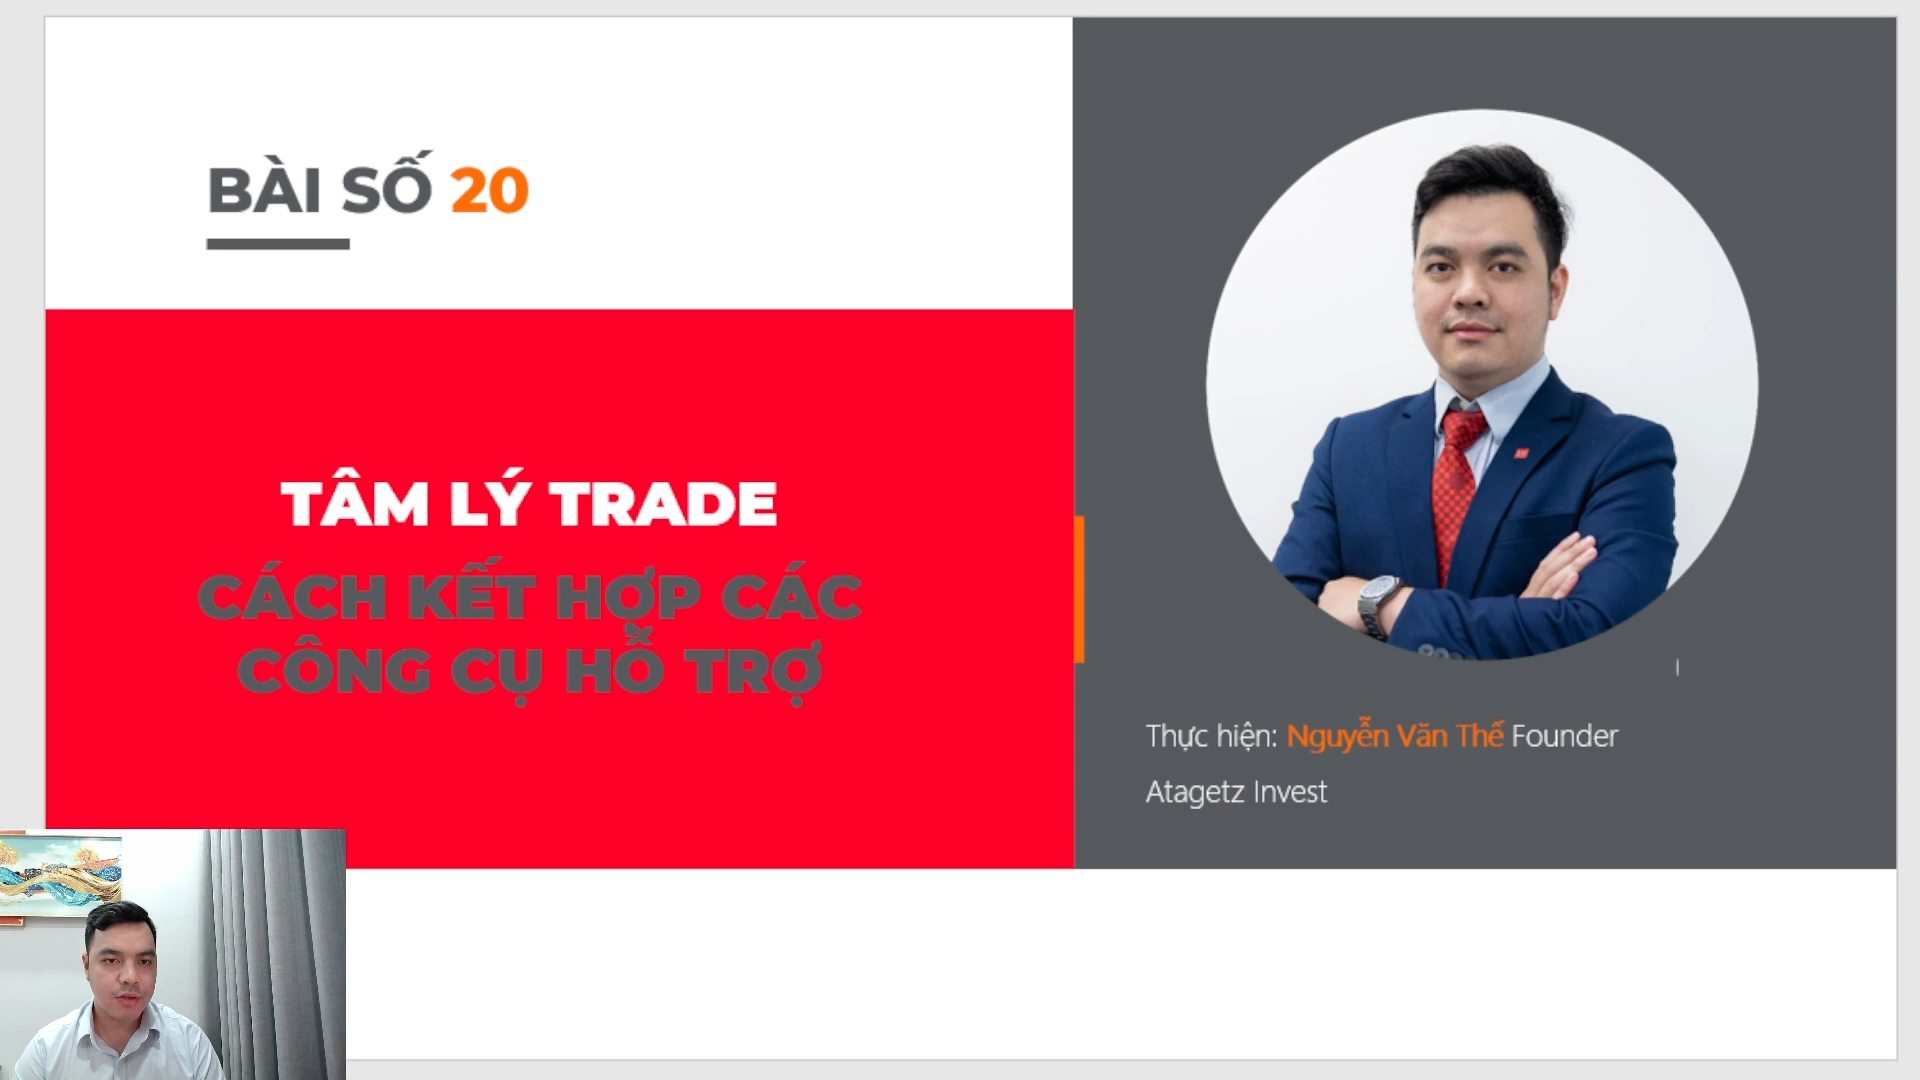 BÀI SỐ 20
TÂM LÝ TRADE
CÁCH KẾT HỢP CÁC
CÔNG CỤ HỖ TRỢ
Thực hiện: Nguyễn Văn Thế Founder
Atagetz Invest